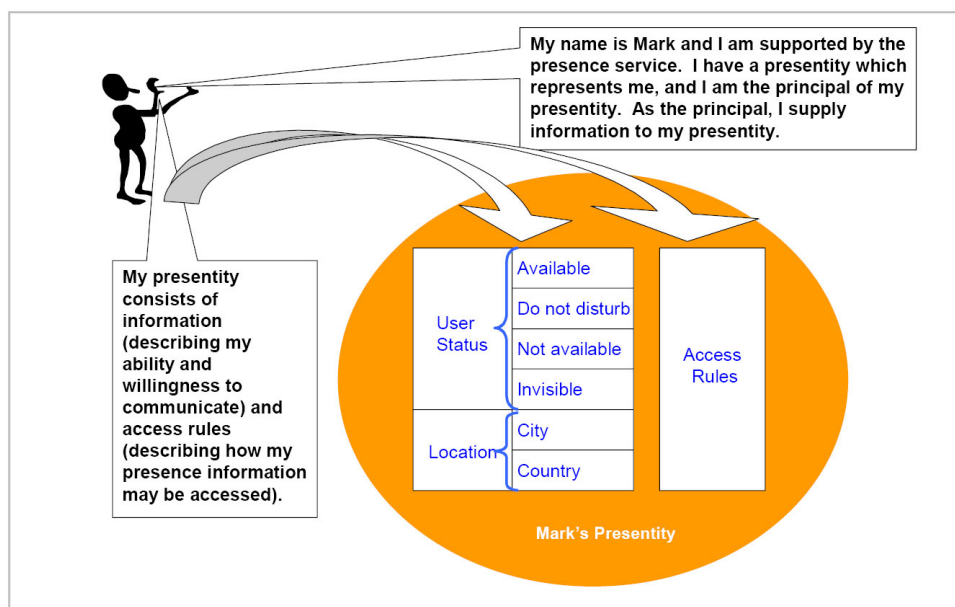 My name is Mark and I am supported by the
presence service.  I have a presentity which
represents me, and I am the principal of my
presentity.  As the principal, I supply
information to my presentity.
My presentity
consists of
information
(describing my
ability and
willingness to
communicate) and
access rules
(describing how my
presence information
may be accessed).
User
Status
Available
Do not disturb
Not available
Invisible
Location
City
Country
Access
Rules
Mark's Presentity